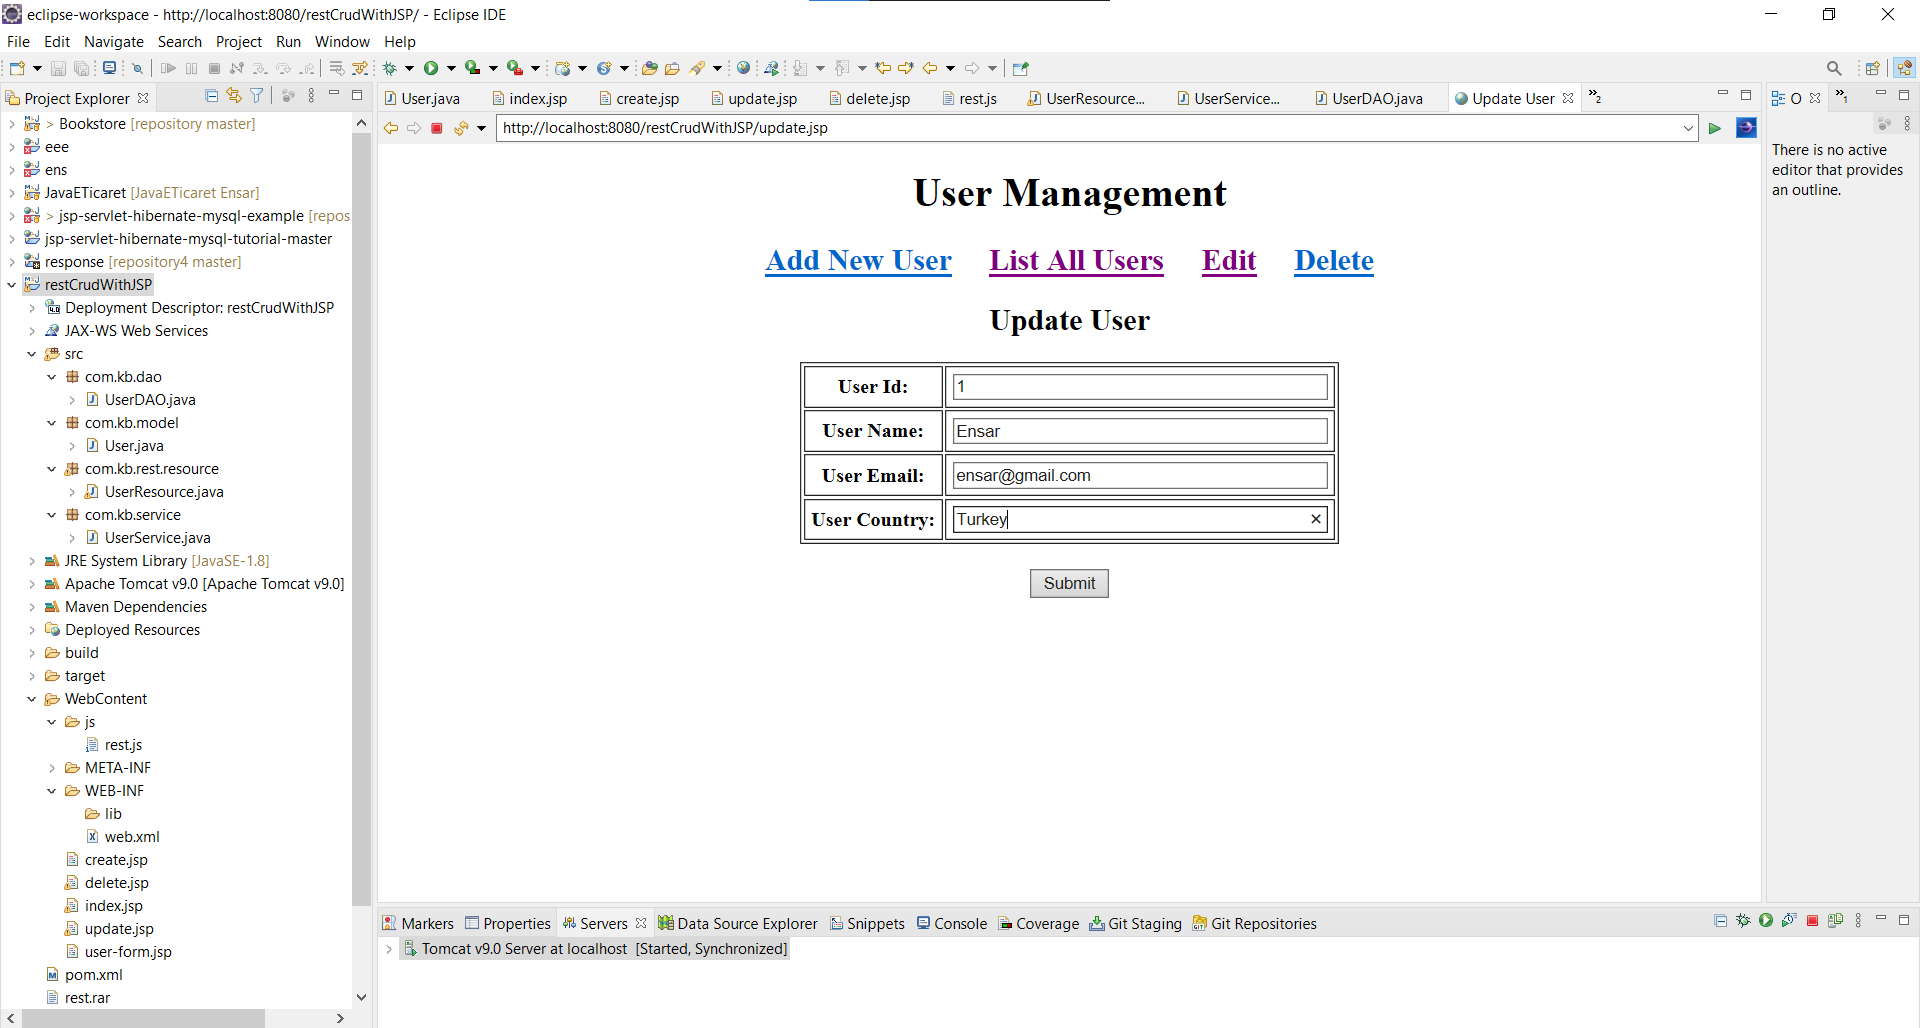 eclipse-workspace - http://localhost:8080/restCrudWithJSP/ - Eclipse IDE
File Edit Navigate Search Project Run Window Help
Project Explorer
> Bookstore [repository master]
eee
ens
JavaETicaret [JavaETicaret Ensar]
> jsp-servlet-hibernate-mysql-example [repos
jsp-servlet-hibernate-mysql-tutorial-master
response [repository4 master]
restCrudWithJSP
Deployment Descriptor: restCrudWithJSP
JAX-WS Web Services
src
com.kb.dao
UserDAO.java
com.kb.model
User.java
com.kb.rest.resource
UserResource.java
com.kb.service
UserService.java
JRE System Library [JavaSE-1.8]
Apache Tomcat v9.0 [Apache Tomcat v9.0]
Maven Dependencies
Deployed Resources
build
target
WebContent
js
rest.js
META-INF
WEB-INF
lib
web.xml
create.jsp
delete.jsp
index.jsp
update.jsp
user-form.jsp
pom.xml
rest.rar
User.java index.jsp create.jsp update.jsp delete.jsp rest.js UserResource... UserService... UserDAO.java Update User »2
http://localhost:8080/restCrudWithJSP/update.jsp
User Management
Add New User List All Users Edit Delete
Update User
User Id: 1
User Name: Ensar
User Email: ensar@gmail.com
User Country: Turkey
Submit
O »1
There is no active
editor that provides
an outline.
Markers Properties Servers Data Source Explorer Snippets Console Coverage Git Staging Git Repositories
Tomcat v9.0 Server at localhost [Started, Synchronized]